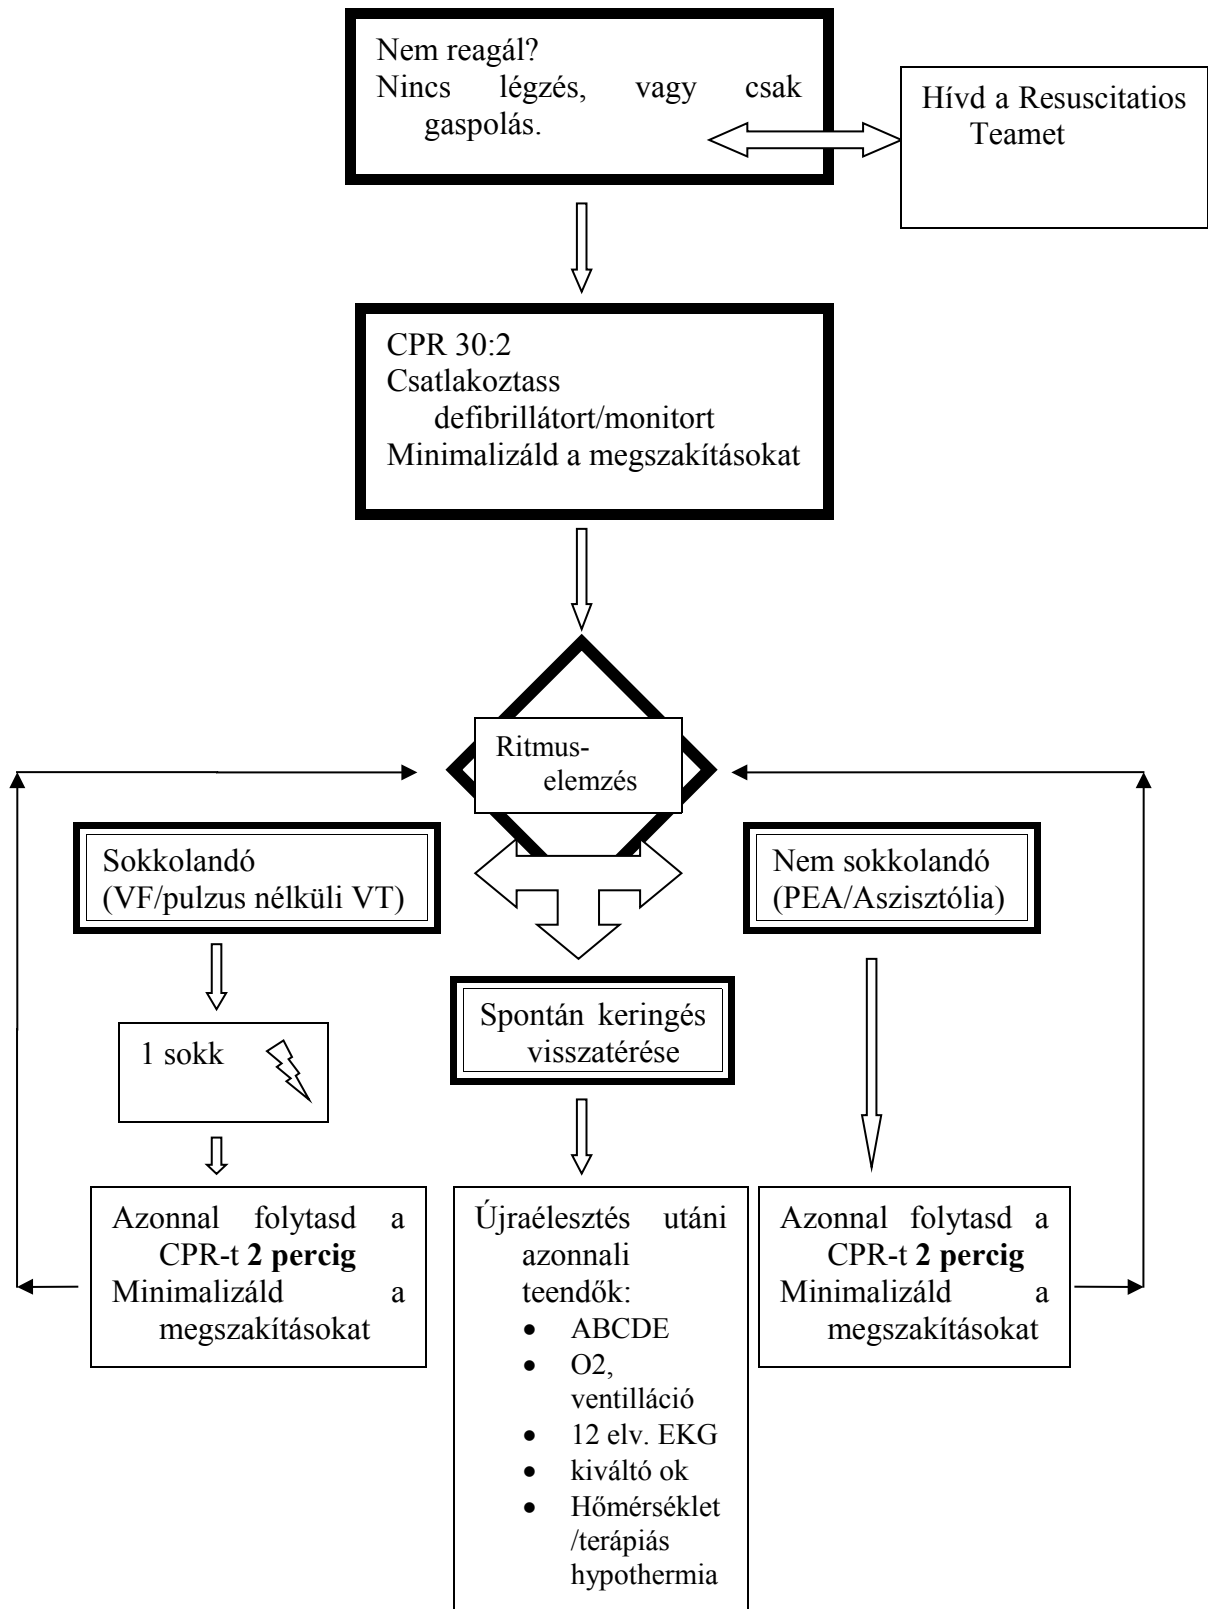 Nem reagál?
Nincs légzés, vagy csak
gaspolás.
Hívd a Resuscitatios
Teamet
CPR 30:2
Csatlakoztass
defibrillátort/monitort
Minimalizáld a megszakításokat
Ritmus-
elemzés
Sokkolandó
(VF/pulzus nélküli VT)
Nem sokkolandó
(PEA/Aszisztólia)
Spontán keringés
visszatérése
1 sokk
Azonnal folytasd a
CPR-t 2 percig
Minimalizáld a
megszakításokat
Újraélesztés utáni
azonnali
teendők:
• ABCDE
• O2,
ventilláció
• 12 elv. EKG
• kiváltó ok
• Hőmérséklet
/terápiás
hypothermia
Azonnal folytasd a
CPR-t 2 percig
Minimalizáld a
megszakításokat